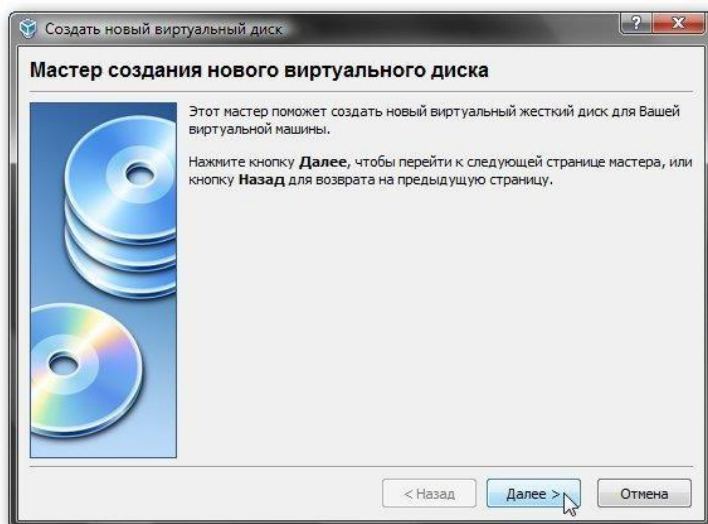 Создать новый виртуальный диск
Мастер создания нового виртуального диска
Этот мастер поможет создать новый виртуальный жесткий диск для Вашей
виртуальной машины.
Нажмите кнопку Далее, чтобы перейти к следующей странице мастера, или
кнопку Назад для возврата на предыдущую страницу.
< Назад Далее > Отмена